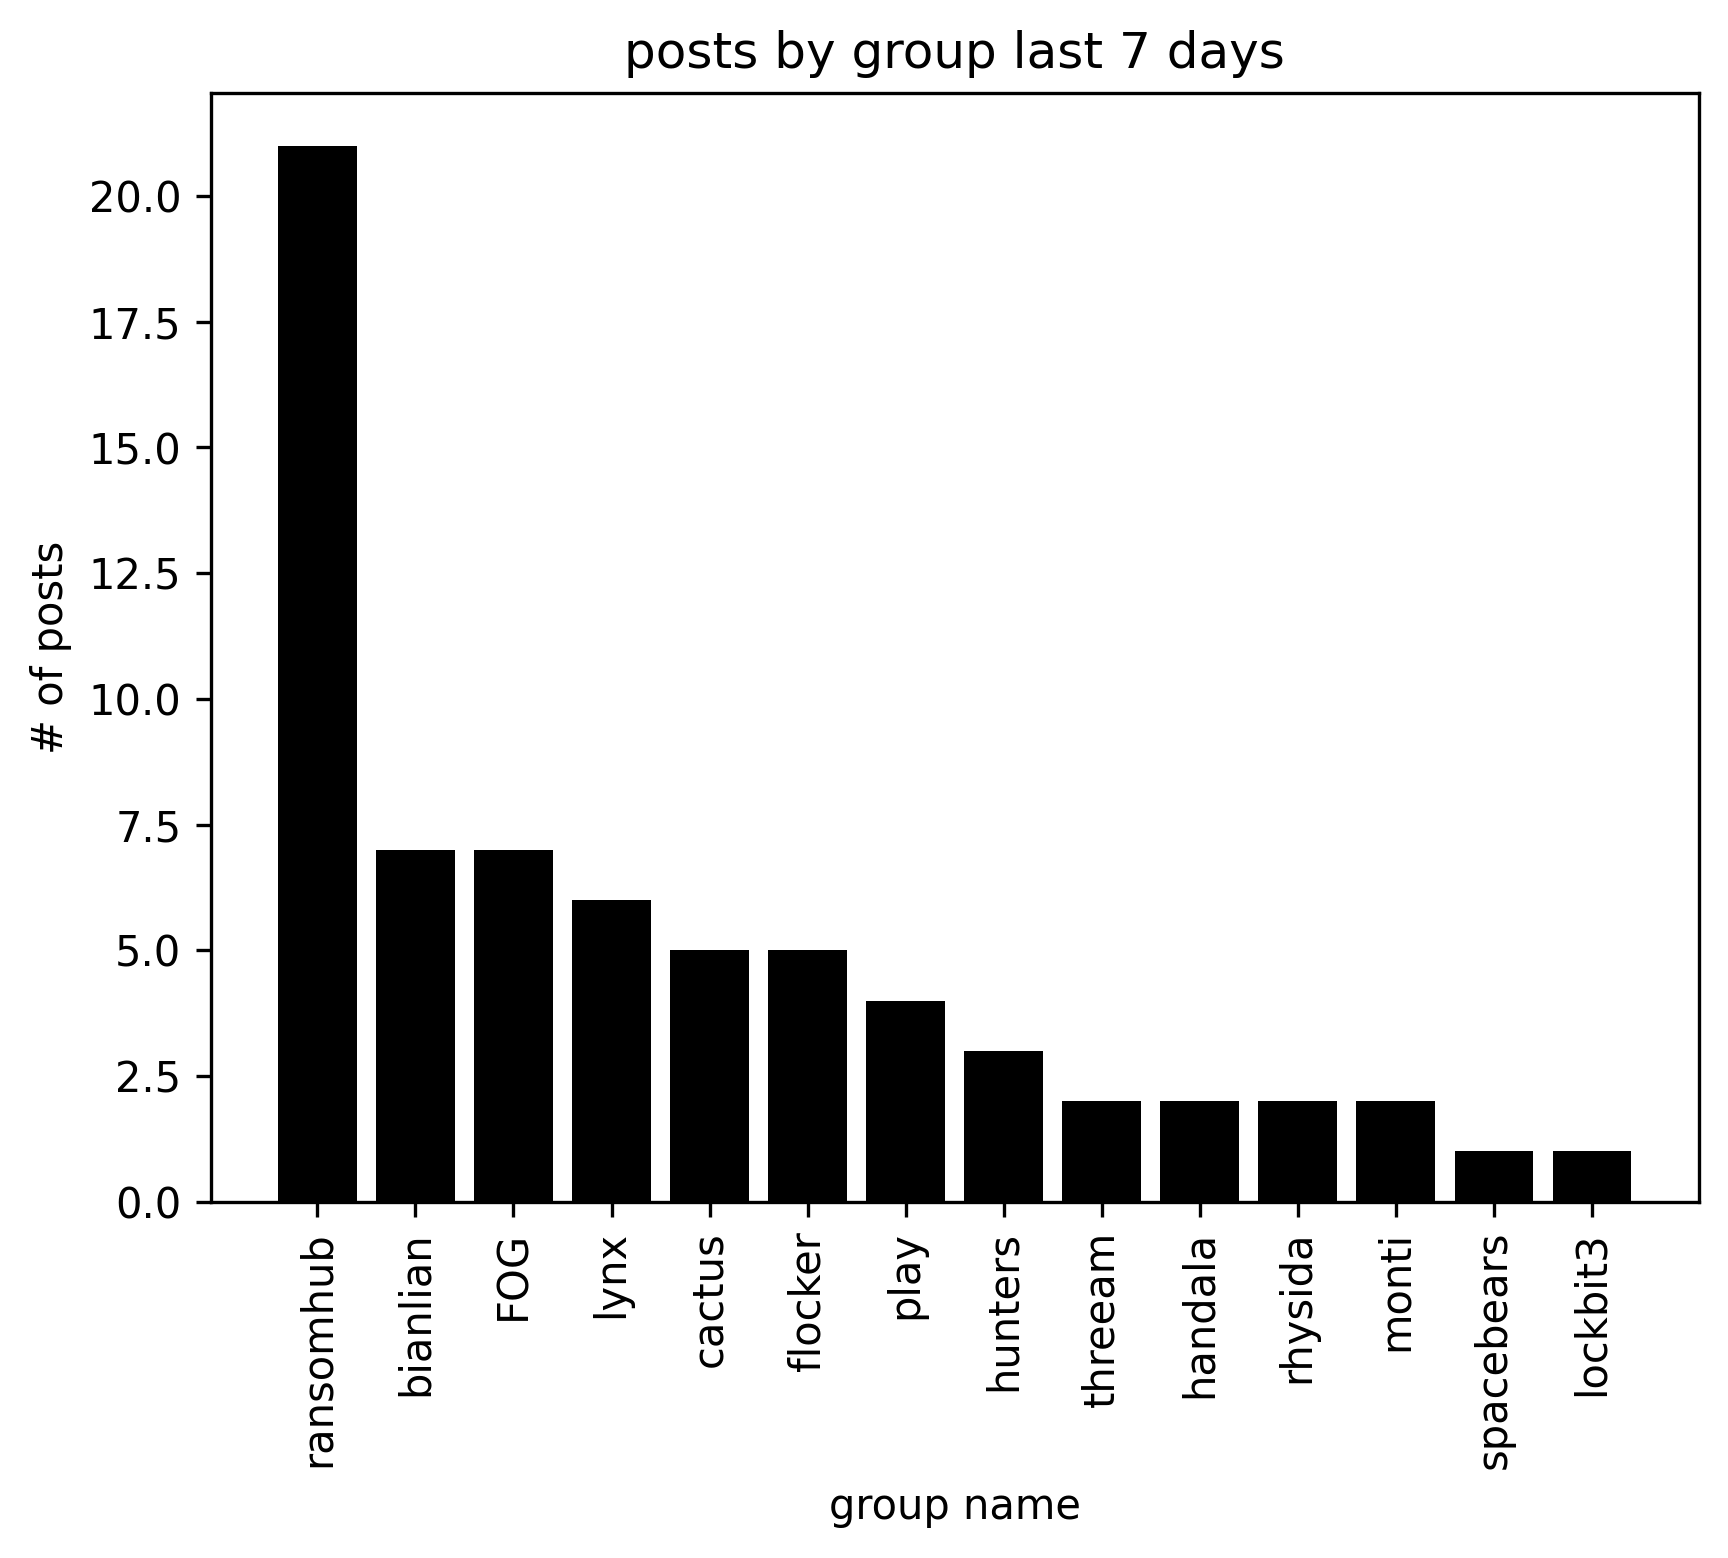 posts by group last 7 days
# of posts
20.0
17.5
15.0
12.5
10.0
7.5
5.0
2.5
0.0
ransomhub
bianlian
FOG
lynx
cactus
flocker
play
hunters
threeam
handala
rhysida
monti
spacebears
lockbit3
group name